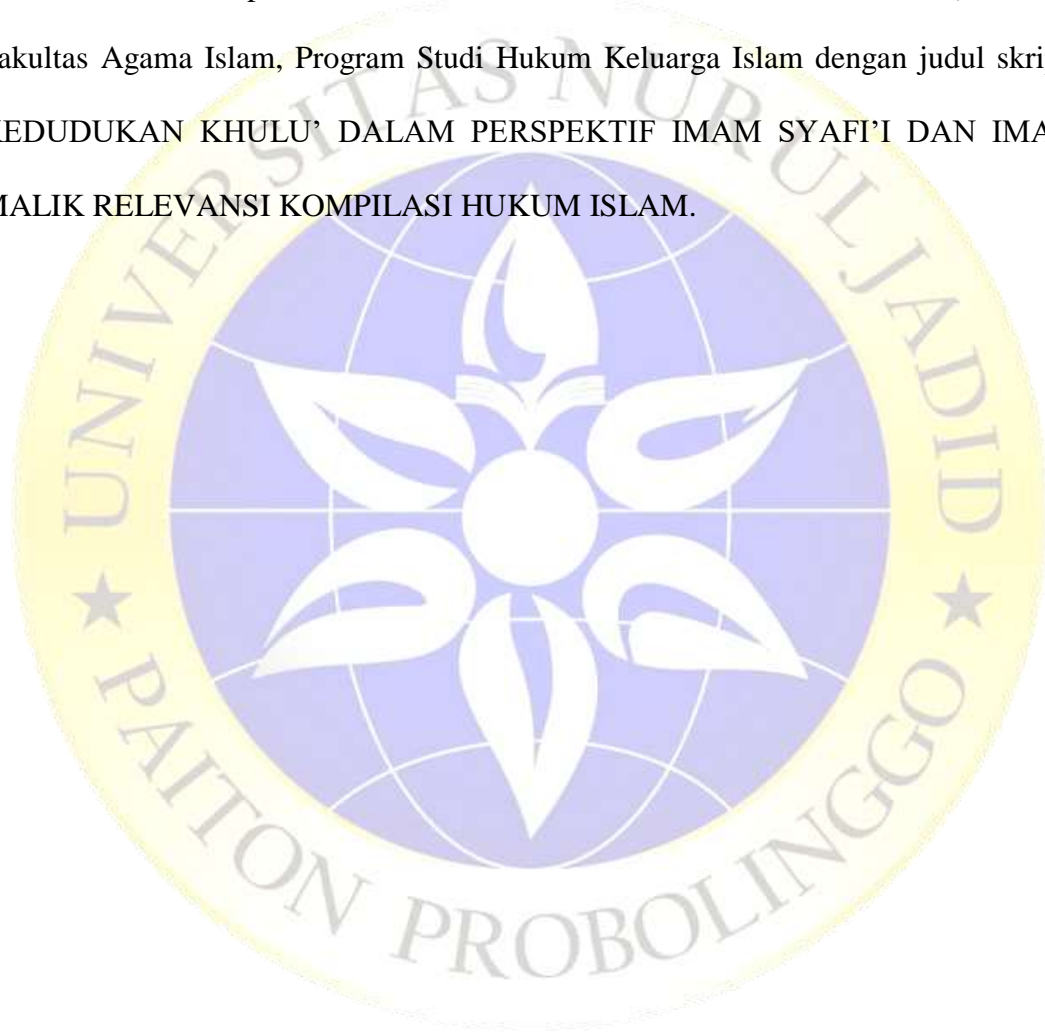 akultas Agama Islam, Program Studi Hukum Keluarga Islam dengan judul skri
KEDUDUKAN KHULU’ DALAM PERSPEKTIF IMAM SYAFI’I DAN IMA
MALIK RELEVANSI KOMPILASI HUKUM ISLAM.
UNIVERSITAS NURUL JADID
★ PAITON PROBOLINGGO ★